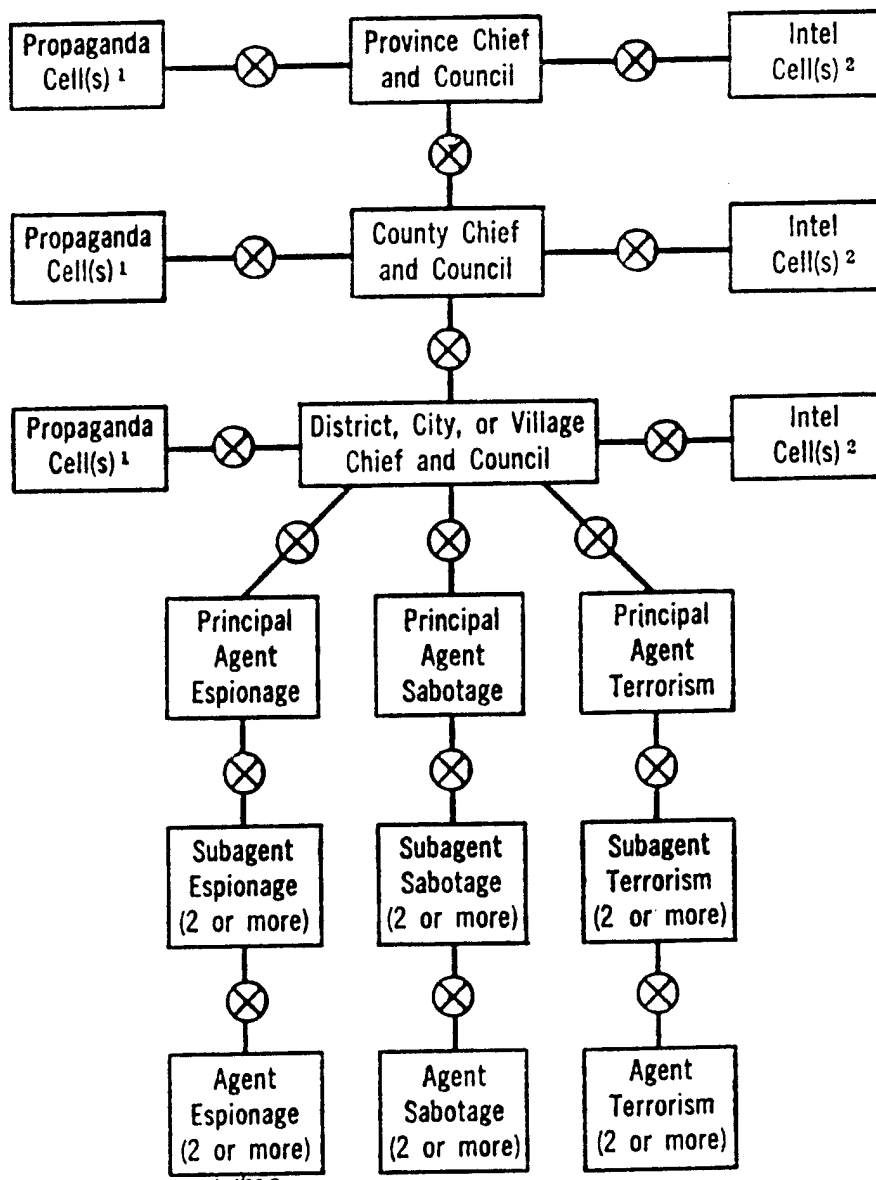 Propaganda
Cell(s) 1
Province Chief
and Council
Intel
Cell(s) 2
Propaganda
Cell(s) 1
County Chief
and Council
Intel
Cell(s) 2
Propaganda
Cell(s) 1
District, City, or Village
Chief and Council
Intel
Cell(s) 2
Principal
Agent
Espionage
Principal
Agent
Sabotage
Principal
Agent
Terrorism
Subagent
Espionage
(2 or more)
Subagent
Sabotage
(2 or more)
Subagent
Terrorism
(2 or more)
Agent
Espionage
(2 or more)
Agent
Sabotage
(2 or more)
Agent
Terrorism
(2 or more)